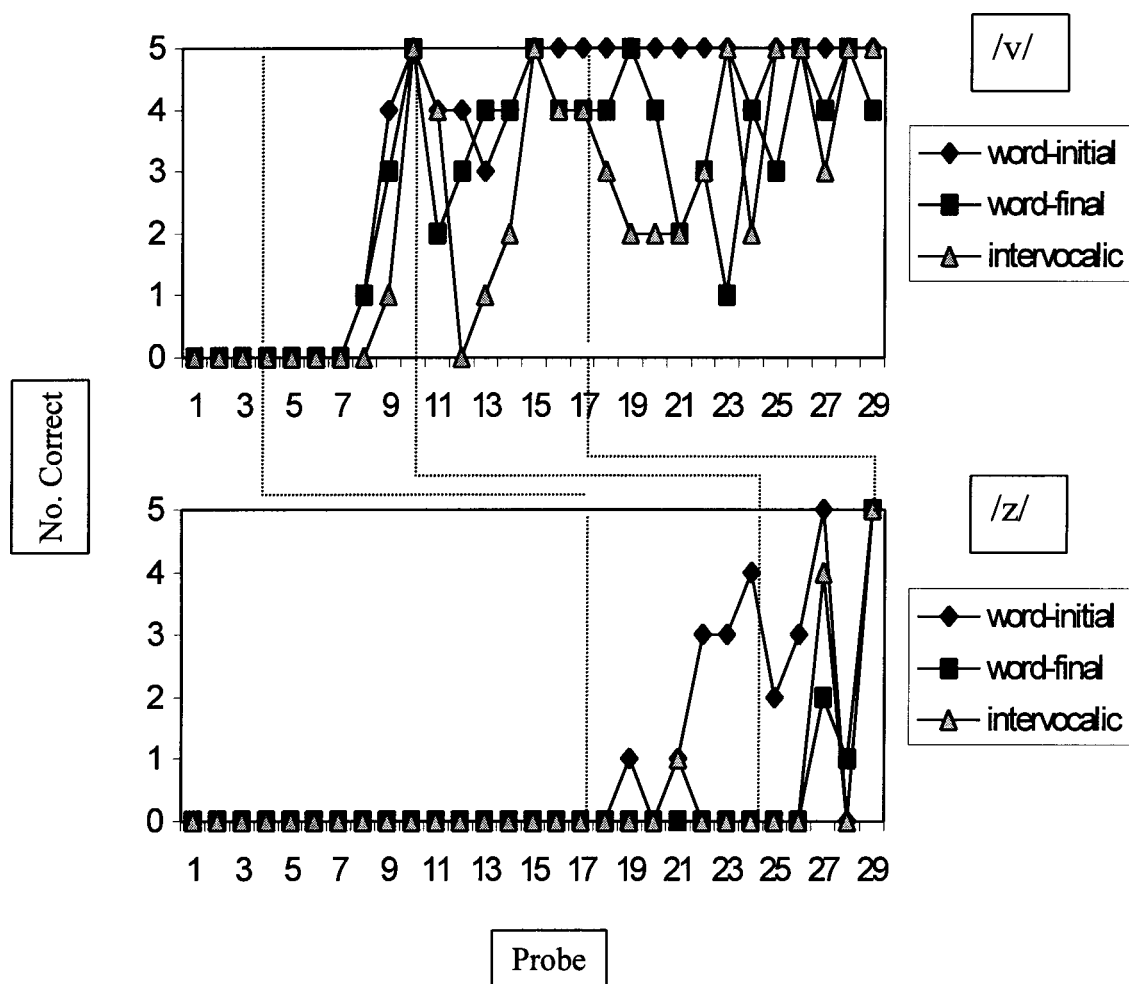 /v/
5
4
3
2
1
0
1 3 5 7 9 11 13 15 17 19 21 23 25 27 29
word-initial
word-final
intervocalic
No. Correct
/z/
5
4
3
2
1
0
1 3 5 7 9 11 13 15 17 19 21 23 25 27 29
word-initial
word-final
intervocalic
Probe